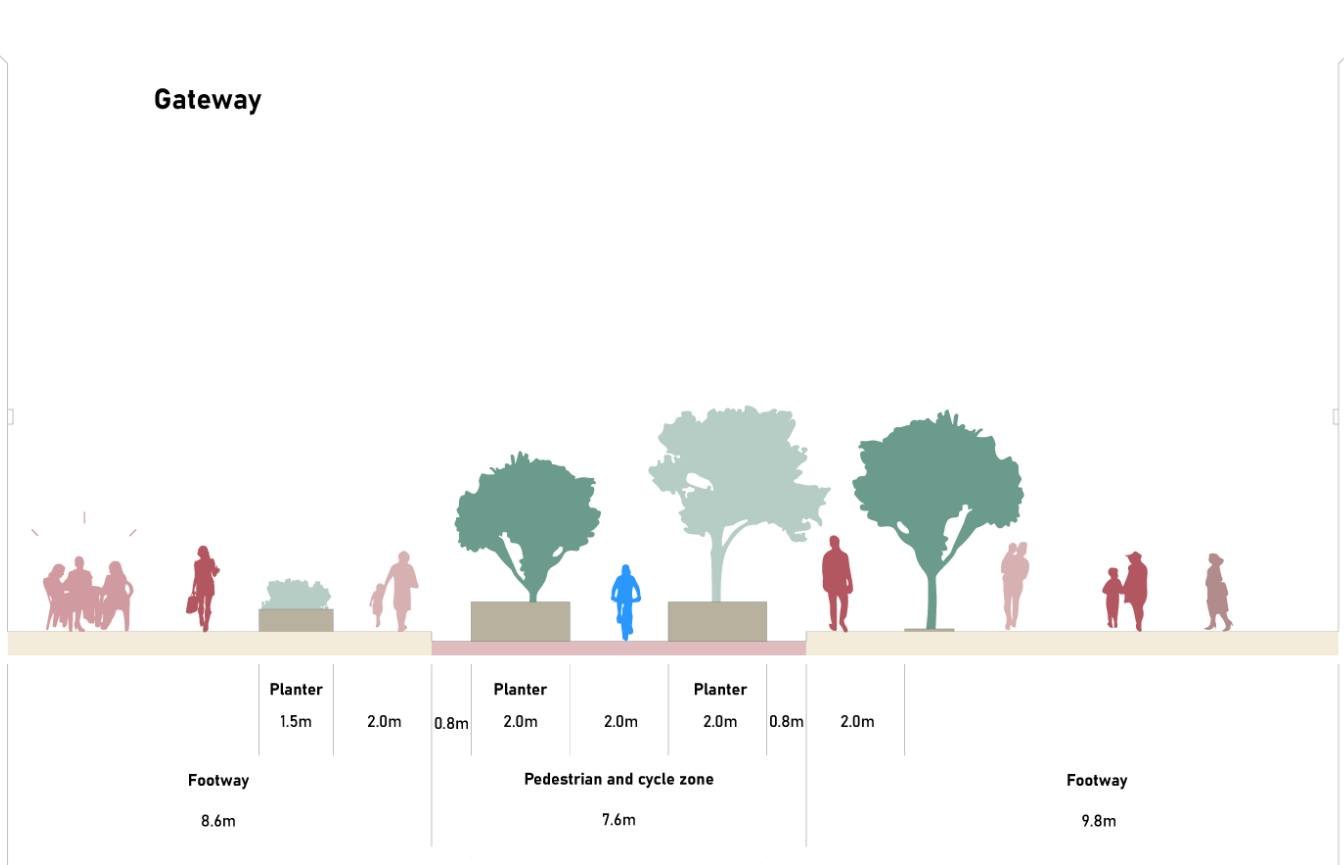 Gateway
Planter
1.5m
2.0m
0.8m
Planter
2.0m
2.0m
Planter
2.0m
0.8m
2.0m
Footway
8.6m
Pedestrian and cycle zone
7.6m
Footway
9.8m